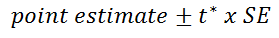 point estimate ± t* x SE